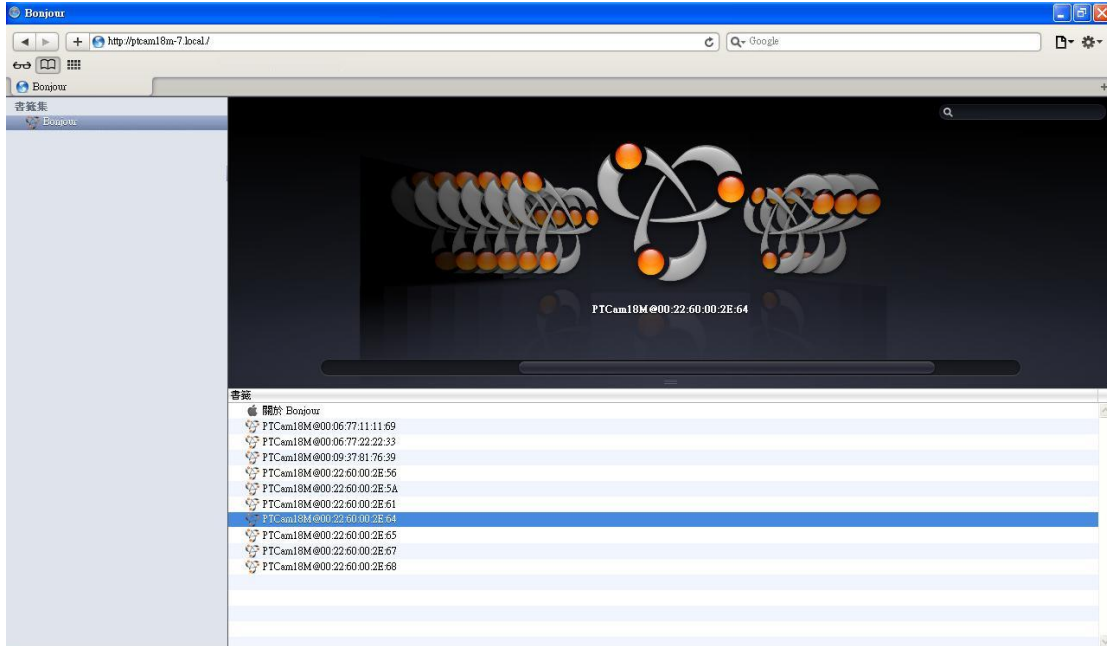 Bonjour
http://ptcam18m-7.local./
Google
Bonjour
書籤集
Bonjour
PTCam18M@00:22:60:00:2E:64
書籤
關於 Bonjour
PTCam18M@00:06:77:11:11:69
PTCam18M@00:06:77:22:22:33
PTCam18M@00:09:37:81:76:39
PTCam18M@00:22:60:00:2E:56
PTCam18M@00:22:60:00:2E:5A
PTCam18M@00:22:60:00:2E:61
PTCam18M@00:22:60:00:2E:64
PTCam18M@00:22:60:00:2E:65
PTCam18M@00:22:60:00:2E:67
PTCam18M@00:22:60:00:2E:68